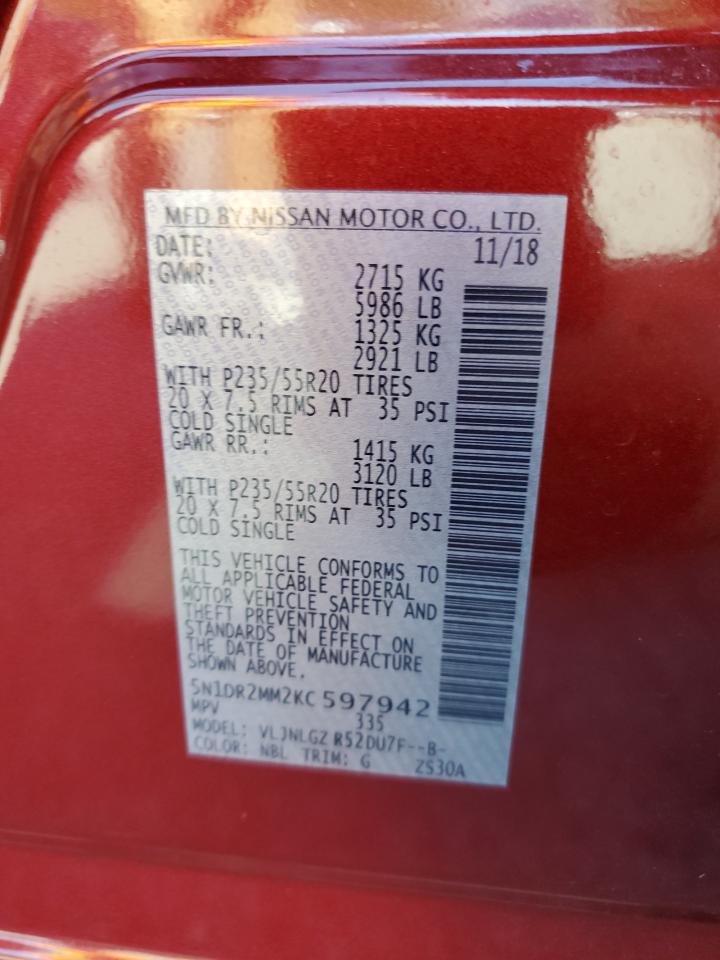 MFD BY NISSAN MOTOR CO., LTD.
DATE: 11/18
GVWR: 2715 KG
5986 LB
GAWR FR.: 1325 KG
2921 LB
WITH P235/55R20 TIRES
20 X 7.5 RIMS AT 35 PSI
COLD SINGLE
GAWR RR.: 1415 KG
3120 LB
WITH P235/55R20 TIRES
20 X 7.5 RIMS AT 35 PSI
COLD SINGLE
THIS VEHICLE CONFORMS TO
ALL APPLICABLE FEDERAL
MOTOR VEHICLE SAFETY AND
THEFT PREVENTION
STANDARDS IN EFFECT ON
THE DATE OF MANUFACTURE
SHOWN ABOVE.
5N1DR2MM2KC 597942
MPV 335
MODEL: VLJNLGZ R52DU7F--B-
COLOR: NBL TRIM: G ZS30A